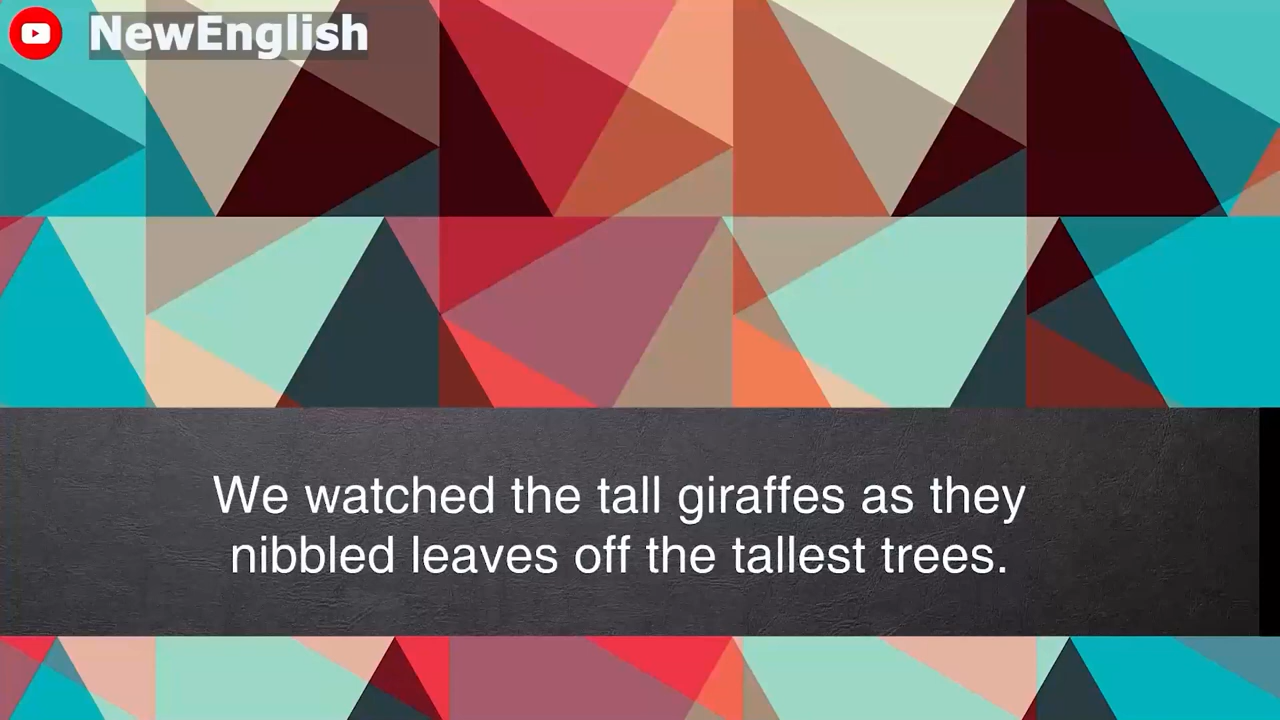 NewEnglish
We watched the tall giraffes as they
nibbled leaves off the tallest trees.